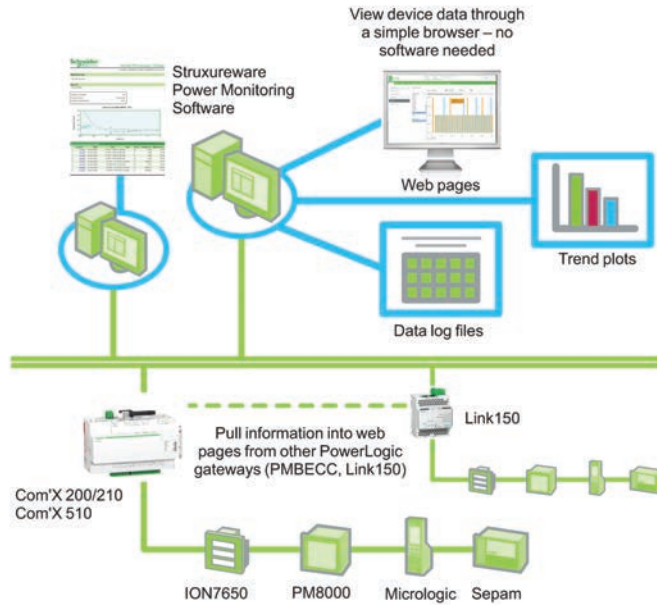 View device data through
a simple browser – no
software needed
Schneider
Struxureware
Power Monitoring
Software
Web pages
Trend plots
Data log files
Link150
Pull information into web
pages from other PowerLogic
gateways (PMBECC, Link150)
Com'X 200/210
Com'X 510
ION7650
PM8000
Micrologic
Sepam